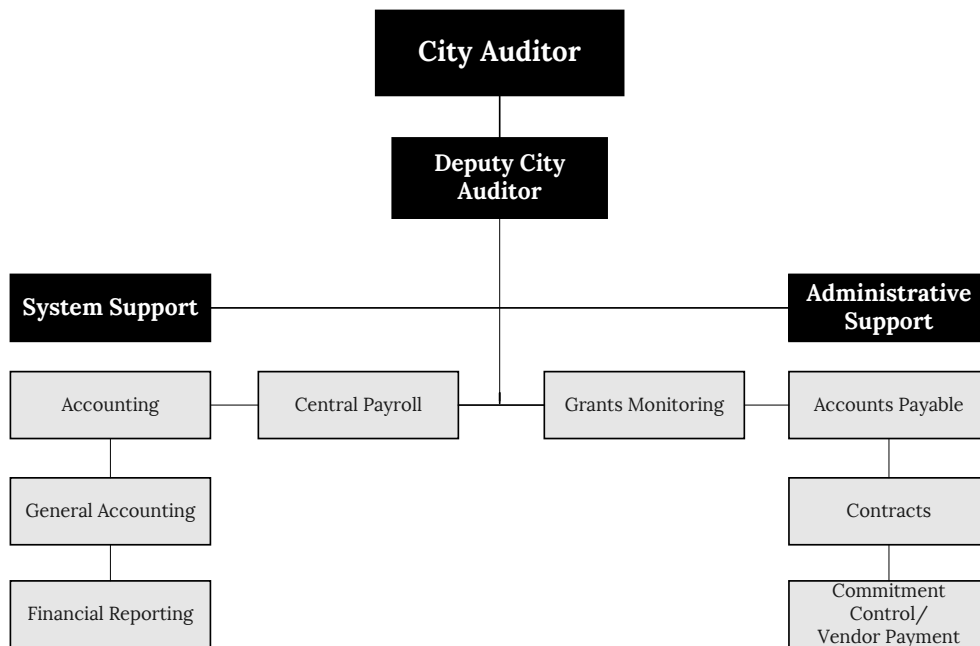 City Auditor
Deputy City
Auditor
System Support
Administrative
Support
Accounting
Central Payroll
Grants Monitoring
Accounts Payable
General Accounting
Contracts
Financial Reporting
Commitment
Control/
Vendor Payment